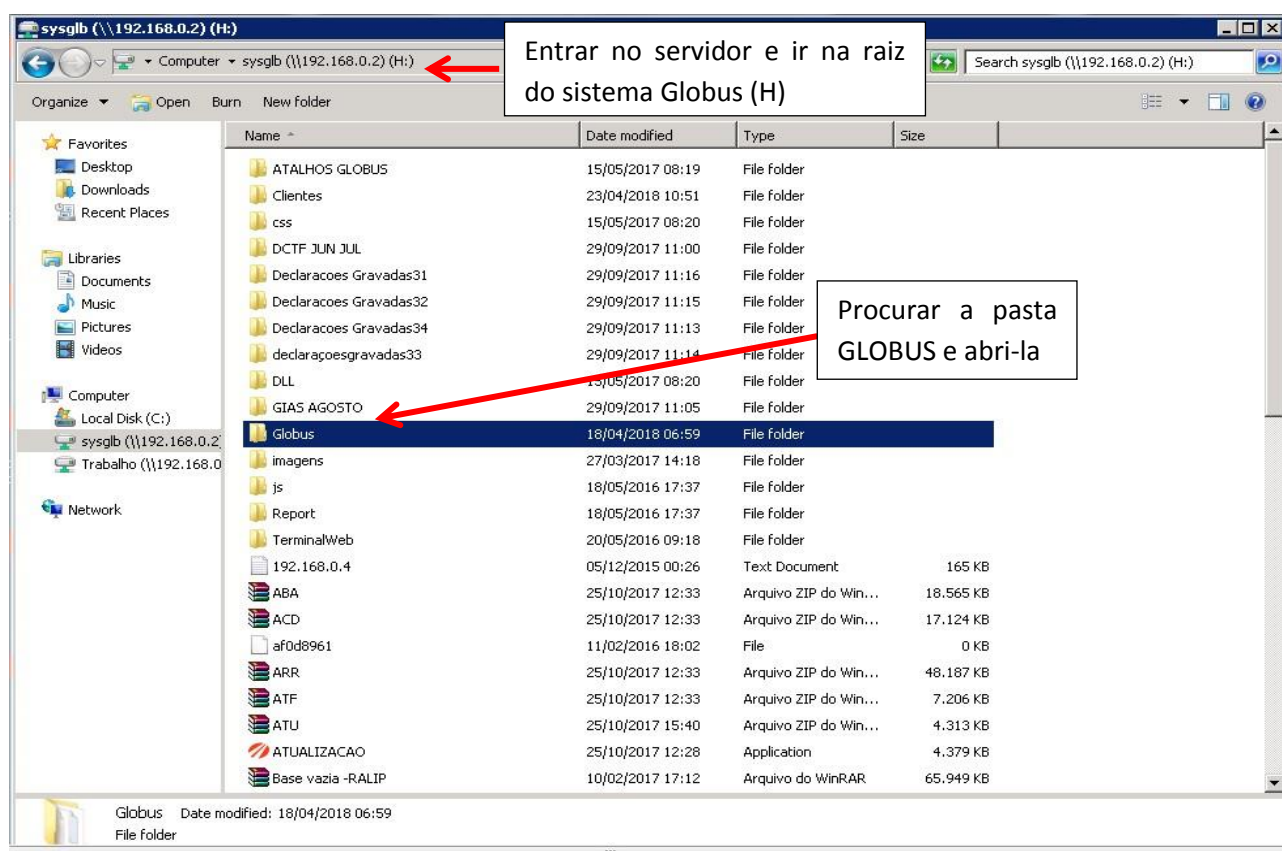 sysglb (\\192.168.0.2) (H:)
Computer sysglb (\\192.168.0.2) (H:)
Search sysglb (\\192.168.0.2) (H:)
Entrar no servidor e ir na raiz
do sistema Globus (H)
Organize Open Burn New folder
Favorites
Desktop
Downloads
Recent Places
Libraries
Documents
Music
Pictures
Videos
Computer
Local Disk (C:)
sysglb (\\192.168.0.2
Trabalho (\\192.168.0
Network
Name Date modified Type Size
ATALHOS GLOBUS 15/05/2017 08:19 File folder
Clientes 23/04/2018 10:51 File folder
css 15/05/2017 08:20 File folder
DCTF JUN JUL 29/09/2017 11:00 File folder
Declaracoes Gravadas31 29/09/2017 11:16 File folder
Declaracoes Gravadas32 29/09/2017 11:15 File folder
Declaracoes Gravadas34 29/09/2017 11:13 File folder
declaraçoesgravadas33 29/09/2017 11:14 File folder
DLL 15/05/2017 08:20 File folder
GIAS AGOSTO 29/09/2017 11:05 File folder
Globus 18/04/2018 06:59 File folder
imagens 27/03/2017 14:18 File folder
js 18/05/2016 17:37 File folder
Report 18/05/2016 17:37 File folder
TerminalWeb 20/05/2016 09:18 File folder
192.168.0.4 05/12/2015 00:26 Text Document 165 KB
ABA 25/10/2017 12:33 Arquivo ZIP do Win... 18.565 KB
ACD 25/10/2017 12:33 Arquivo ZIP do Win... 17.124 KB
af0d8961 11/02/2016 18:02 File 0 KB
ARR 25/10/2017 12:33 Arquivo ZIP do Win... 48.187 KB
ATF 25/10/2017 12:33 Arquivo ZIP do Win... 7.206 KB
ATU 25/10/2017 15:40 Arquivo ZIP do Win... 4.313 KB
ATUALIZACAO 25/10/2017 12:28 Application 4.379 KB
Base vazia -RALIP 10/02/2017 17:12 Arquivo do WinRAR 65.949 KB
Procurar a pasta
GLOBUS e abri-la
Globus Date modified: 18/04/2018 06:59
File folder